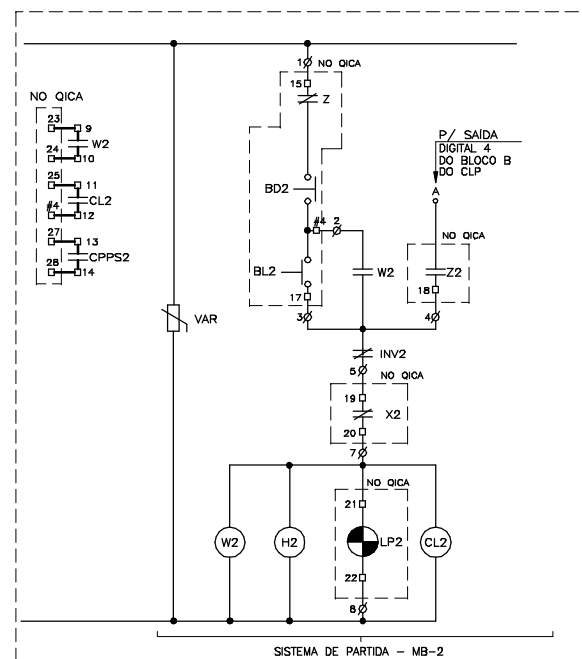 1 NO QICA
15
Z
NO QICA
23 9
W2
24 10
25 11
CL2
#4 12
27 13
CPPS2
28 14
P/ SAÍDA
DIGITAL 4
DO BLOCO B
DO CLP
A
BD2
#4 2
NO QICA
BL2
W2
Z2
17
18
3
4
VAR
INV2
5
NO QICA
19
X2
20
7
NO QICA
21
W2
H2
LP2
CL2
22
8
SISTEMA DE PARTIDA - MB-2